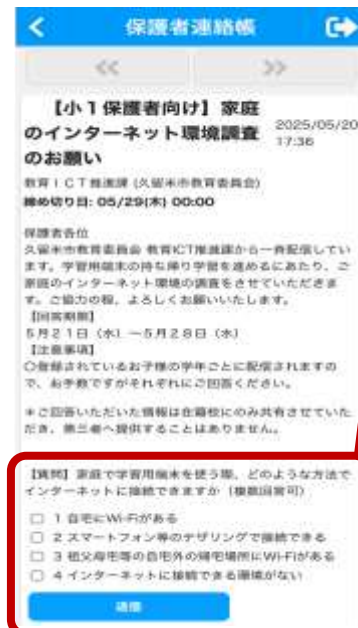 保護者連絡帳
<< >>
【小1保護者向け】家庭
のインターネット環境調査
のお願い
2025/05/20
17:36
教育ICT推進課 (久留米市教育委員会)
締め切り日: 05/29(木) 00:00
保護者各位
久留米市教育委員会 教育ICT推進課から一斉配信してい
ます。学習用端末の持ち帰り学習を進めるにあたり、ご
家庭のインターネット環境の調査をさせていただきま
す。ご協力の程、よろしくお願いいたします。
【回答期間】
5月21日（水）～5月28日（水）
【注意事項】
○登録されているお子様の学年ごとに配信されますの
で、お手数ですがそれぞれにご回答ください。
＊ご回答いただいた情報は在籍校にのみ共有させていた
だき、第三者へ提供することはありません。
【質問】家庭で学習用端末を使う際、どのような方法で
インターネットに接続できますか（複数回答可）
□ 1 自宅にWi-Fiがある
□ 2 スマートフォン等のテザリングで接続できる
□ 3 祖父母宅等の自宅外の帰宅場所にWi-Fiがある
□ 4 インターネットに接続できる環境がない
送信